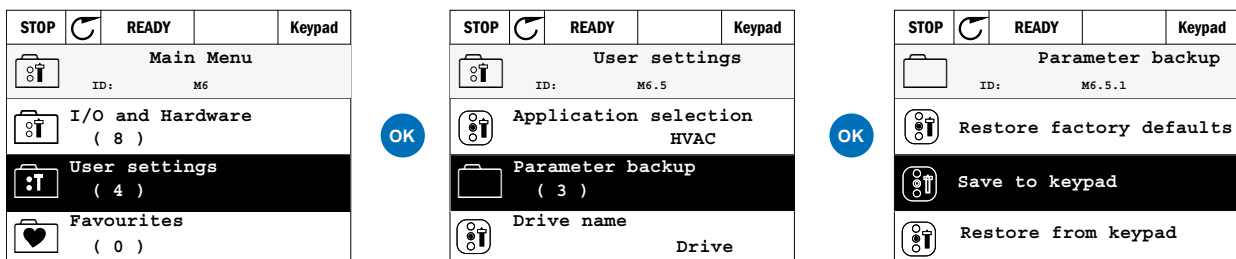 STOP READY Keypad
Main Menu
ID: M6
I/O and Hardware
( 8 )
User settings
( 4 )
Favourites
( 0 )
OK
STOP READY Keypad
User settings
ID: M6.5
Application selection
HVAC
Parameter backup
( 3 )
Drive name
Drive
OK
STOP READY Keypad
Parameter backup
ID: M6.5.1
Restore factory defaults
Save to keypad
Restore from keypad